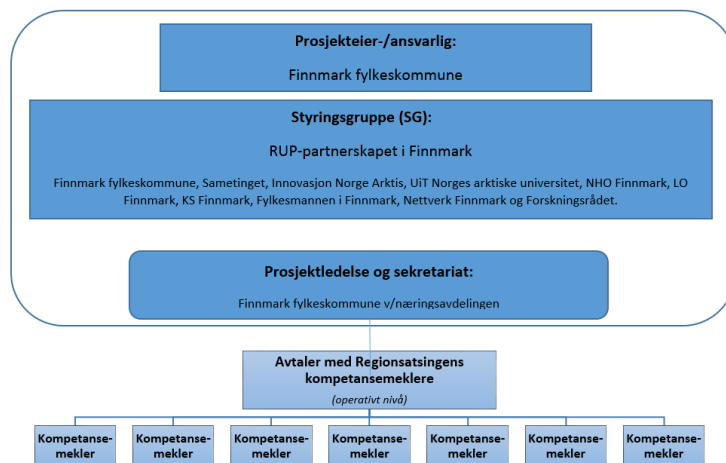 Prosjekteier-/ansvarlig:
Finnmark fylkeskommune
Styringsgruppe (SG):
RUP-partnerskapet i Finnmark
Finnmark fylkeskommune, Sametinget, Innovasjon Norge Arktis, UiT Norges arktiske universitet, NHO Finnmark, LO
Finnmark, KS Finnmark, Fylkesmannen i Finnmark, Nettverk Finnmark og Forskningsrådet.
Prosjektledelse og sekretariat:
Finnmark fylkeskommune v/næringsavdelingen
Avtaler med Regionsatsingens
kompetansemeklere
(operativt nivå)
Kompetanse-
mekler
Kompetanse-
mekler
Kompetanse-
mekler
Kompetanse-
mekler
Kompetanse-
mekler
Kompetanse-
mekler
Kompetanse-
mekler